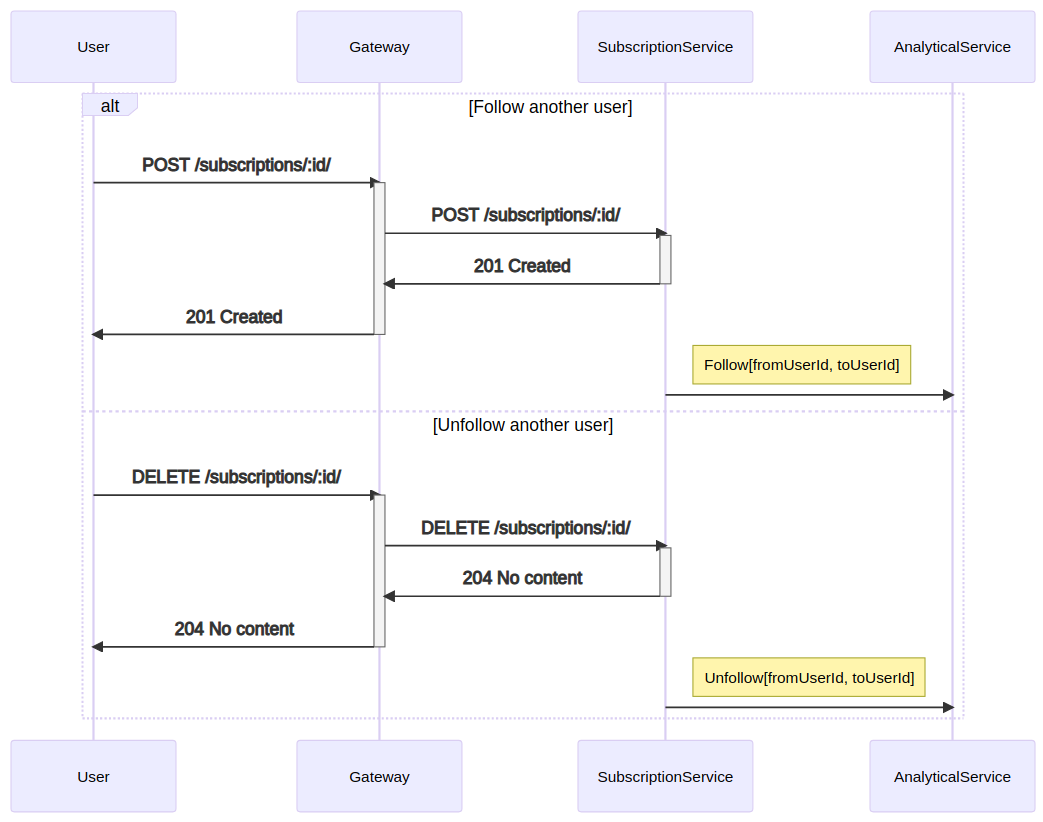 User
Gateway
SubscriptionService
AnalyticalService
alt
[Follow another user]
POST /subscriptions/:id/
POST /subscriptions/:id/
201 Created
201 Created
Follow[fromUserId, toUserId]
[Unfollow another user]
DELETE /subscriptions/:id/
DELETE /subscriptions/:id/
204 No content
204 No content
Unfollow[fromUserId, toUserId]
User
Gateway
SubscriptionService
AnalyticalService